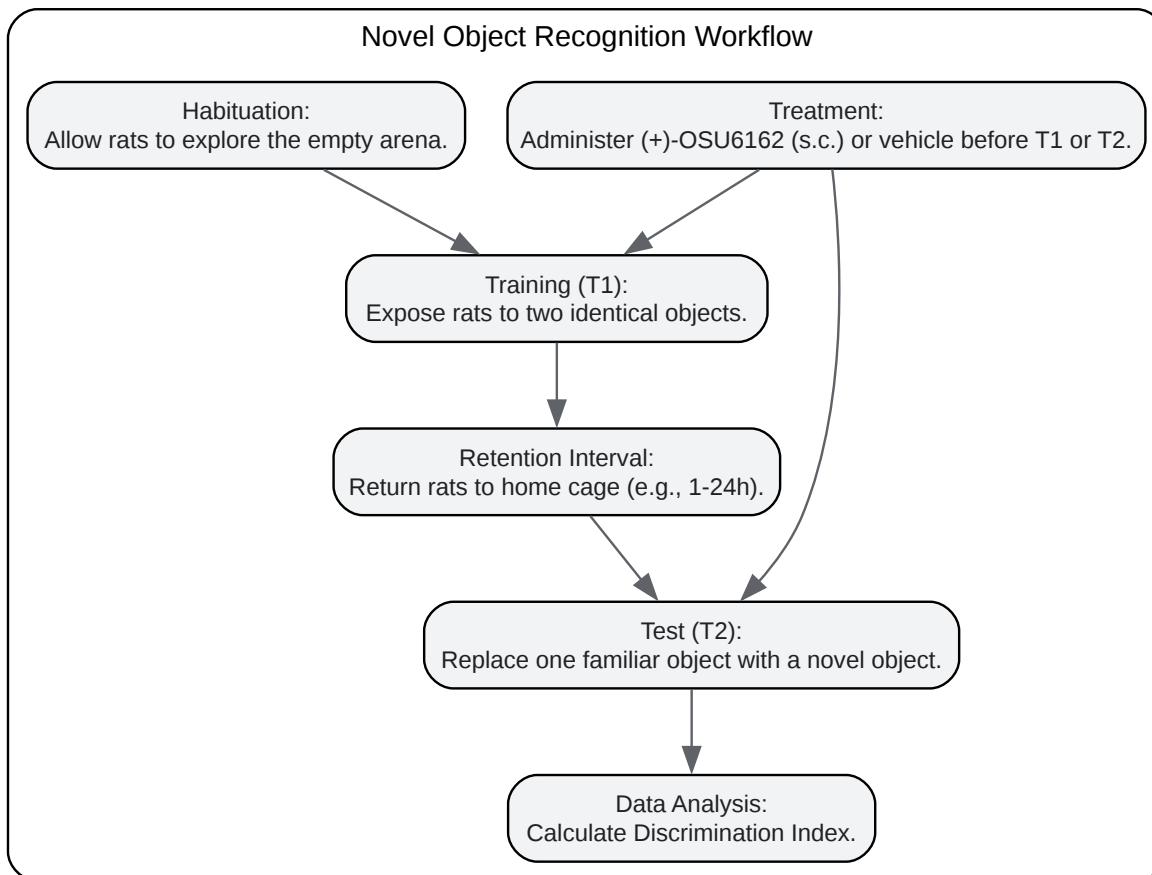 Novel Object Recognition Workflow
Habituation:
Allow rats to explore the empty arena.
Treatment:
Administer (+)-OSU6162 (s.c.) or vehicle before T1 or T2.
Training (T1):
Expose rats to two identical objects.
Retention Interval:
Return rats to home cage (e.g., 1-24h).
Test (T2):
Replace one familiar object with a novel object.
Data Analysis:
Calculate Discrimination Index.